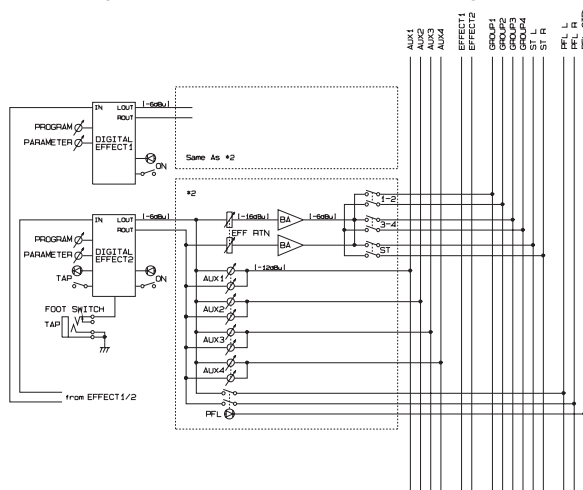 AUX1
AUX2
AUX3
AUX4
EFFECT1
EFFECT2
GROUP1
GROUP2
GROUP3
GROUP4
ST L
ST R
PFL L
PFL R
IN LOUT [-6dBu]
ROUT
PROGRAM
PARAMETER
DIGITAL
EFFECT1
ON
Same As *2
*2
IN LOUT [-6dBu]
ROUT
[-16dBu] BA [-6dBu]
EFF RTN
BA
1-2
3-4
ST
PROGRAM
PARAMETER
DIGITAL
EFFECT2
TAP
ON
[-12dBu]
AUX1
AUX2
AUX3
AUX4
FOOT SWITCH
TAP
from EFFECT1/2
PFL